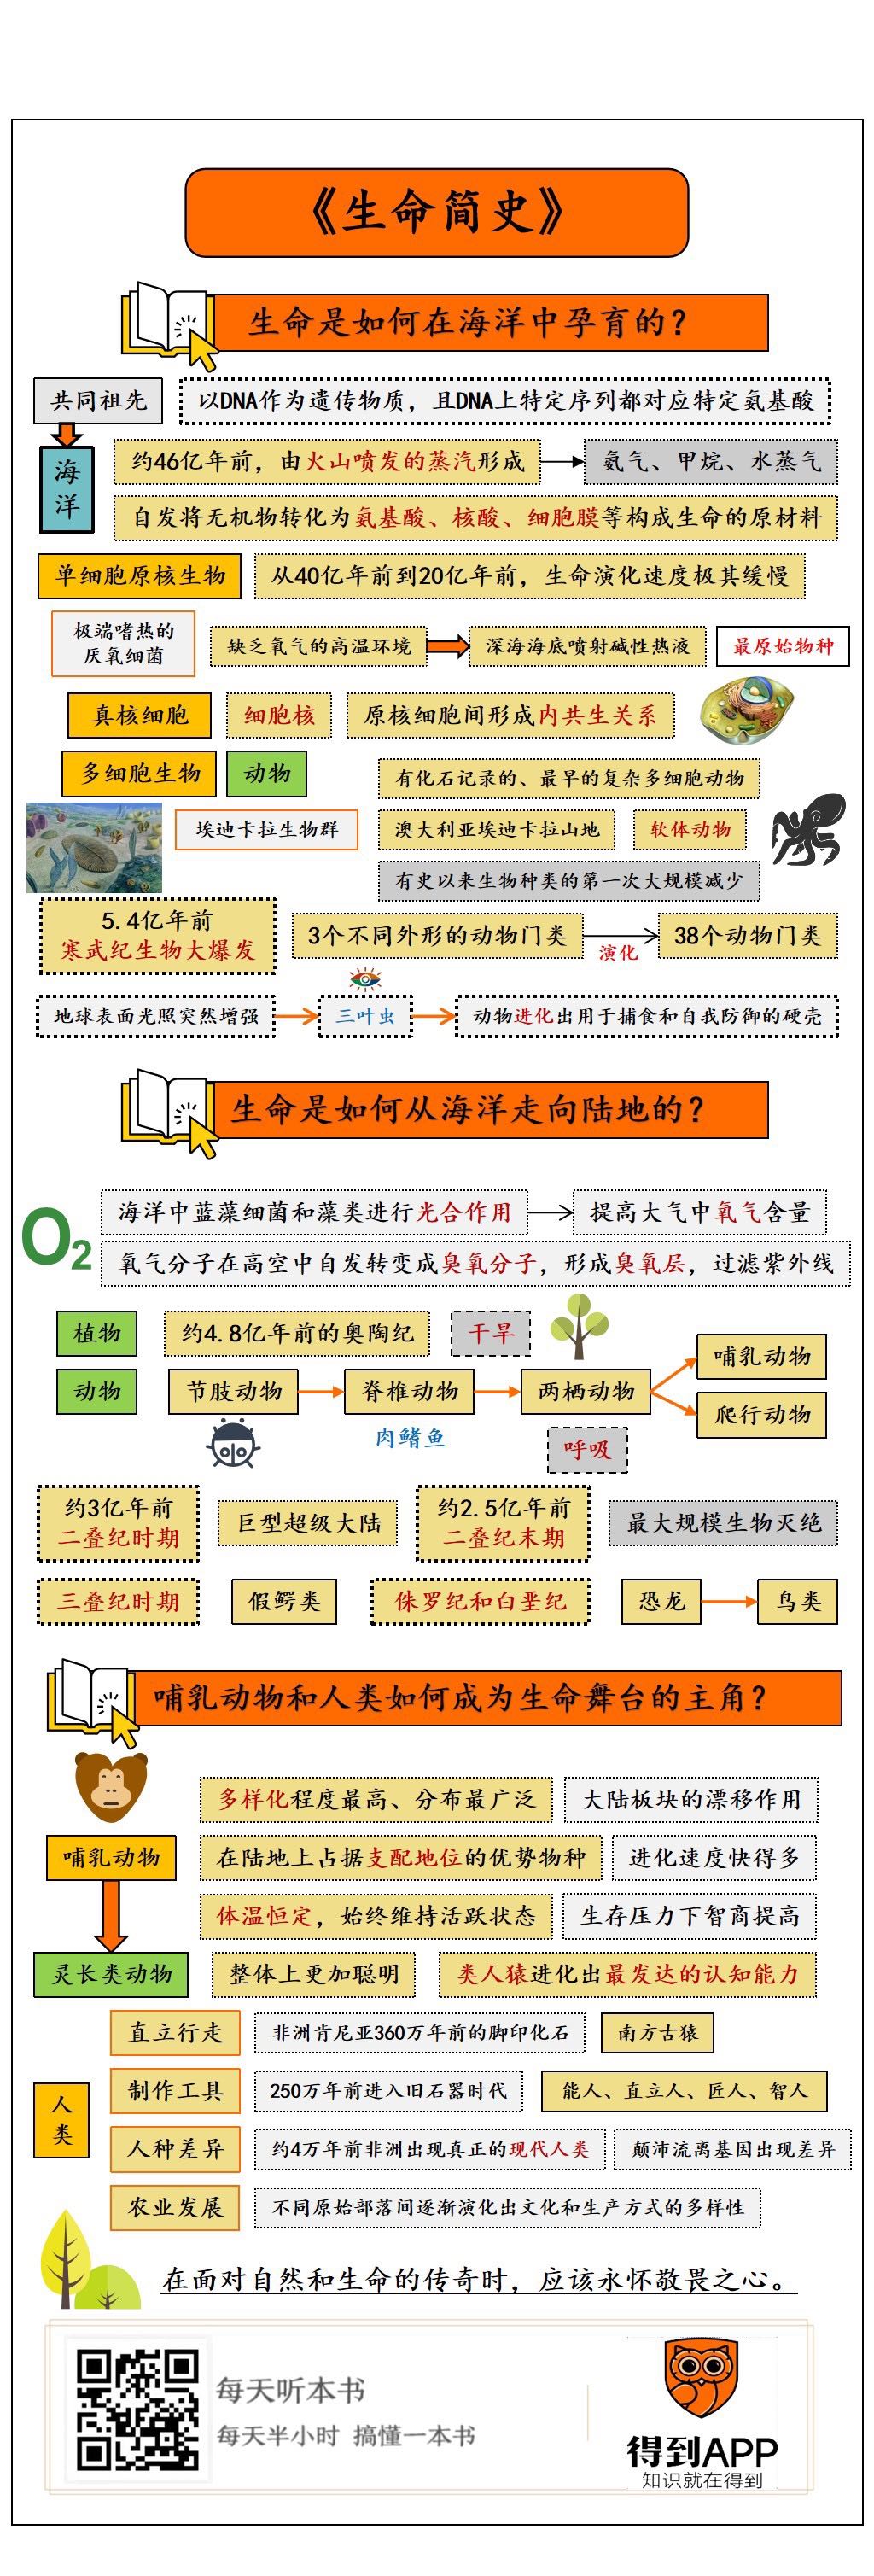 《生命简史》
生命是如何在海洋中孕育的？
共同祖先
以DNA作为遗传物质，且DNA上特定序列都对应特定氨基酸
海洋
约46亿年前，由火山喷发的蒸汽形成
氨气、甲烷、水蒸气
自发将无机物转化为氨基酸、核酸、细胞膜等构成生命的原材料
单细胞原核生物
从40亿年前到20亿年前，生命演化速度极其缓慢
极端嗜热的
厌氧细菌
缺乏氧气的高温环境
深海海底喷射碱性热液
最原始物种
真核细胞
细胞核
原核细胞间形成内共生关系
多细胞生物
动物
有化石记录的、最早的复杂多细胞动物
埃迪卡拉生物群
澳大利亚埃迪卡拉山地
软体动物
有史以来生物种类的第一次大规模减少
5.4亿年前
寒武纪生物大爆发
3个不同外形的动物门类
演化
38个动物门类
地球表面光照突然增强
三叶虫
动物进化出用于捕食和自我防御的硬壳
生命是如何从海洋走向陆地的？
O2
海洋中蓝藻细菌和藻类进行光合作用
提高大气中氧气含量
氧气分子在高空中自发转变成臭氧分子，形成臭氧层，过滤紫外线
植物
约4.8亿年前的奥陶纪
干旱
动物
节肢动物
脊椎动物
两栖动物
哺乳动物
爬行动物
肉鳍鱼
呼吸
约3亿年前
二叠纪时期
巨型超级大陆
约2.5亿年前
二叠纪末期
最大规模生物灭绝
三叠纪时期
假鳄类
侏罗纪和白垩纪
恐龙
鸟类
哺乳动物和人类如何成为生命舞台的主角？
多样化程度最高、分布最广泛
大陆板块的漂移作用
哺乳动物
在陆地上占据支配地位的优势物种
进化速度快得多
体温恒定，始终维持活跃状态
生存压力下智商提高
灵长类动物
整体上更加聪明
类人猿进化出最发达的认知能力
人类
直立行走
非洲肯尼亚360万年前的脚印化石
南方古猿
制作工具
250万年前进入旧石器时代
能人、直立人、匠人、智人
人种差异
约4万年前非洲出现真正的现代人类
颠沛流离基因出现差异
农业发展
不同原始部落间逐渐演化出文化和生产方式的多样性
在面对自然和生命的传奇时，应该永怀敬畏之心。
每天听本书
每天半小时 搞懂一本书
得到APP
知识就在得到